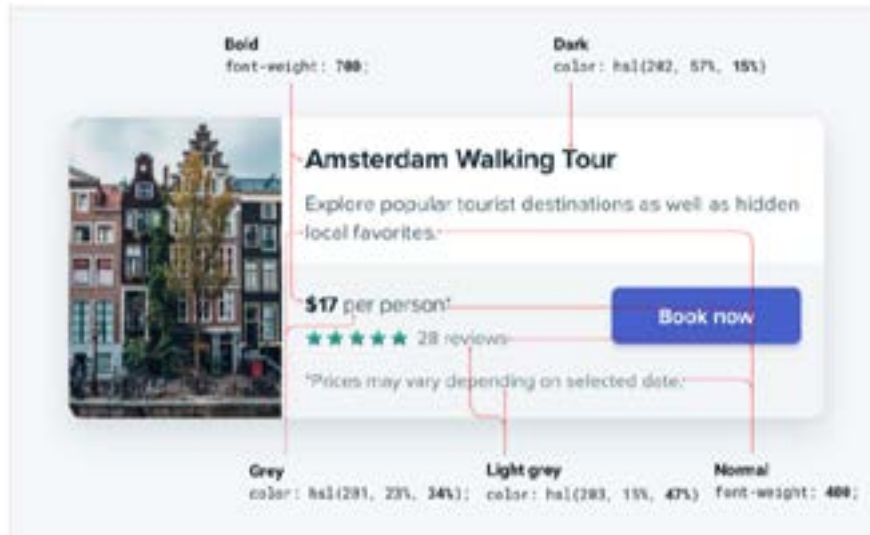 Bold
font-weight: 700;
Dark
color: hsl(202, 57%, 15%)
Amsterdam Walking Tour
Explore popular tourist destinations as well as hidden
local favorites.
$17 per person*
28 reviews
Book now
*Prices may vary depending on selected date.
Grey
color: hsl(201, 23%, 34%);
Light grey
color: hsl(203, 15%, 47%)
Normal
font-weight: 400;